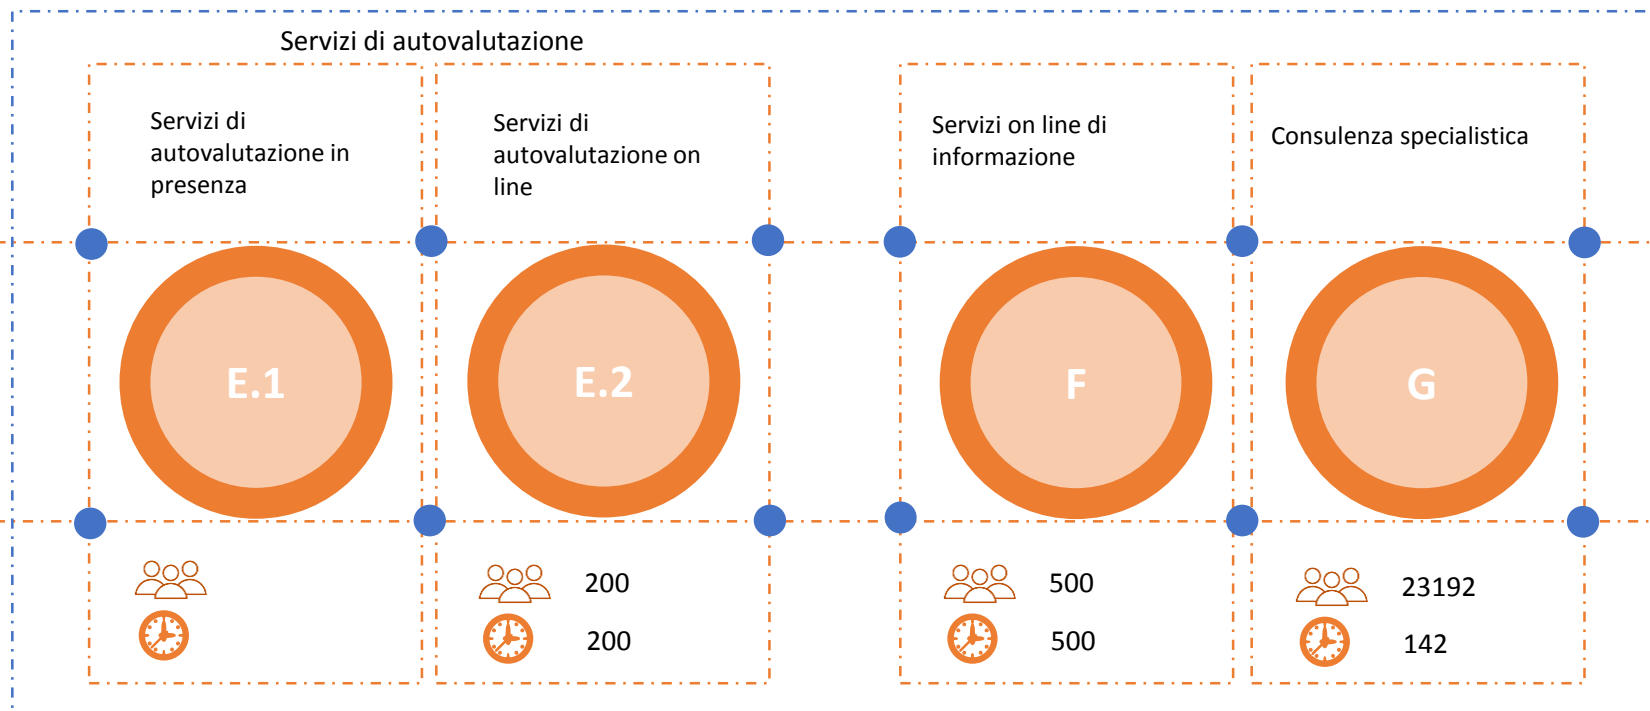 Servizi di autovalutazione
Servizi di
autovalutazione in
presenza
Servizi di
autovalutazione on
line
Servizi on line di
informazione
Consulenza specialistica
E.1
E.2
F
G
200
200
500
500
23192
142